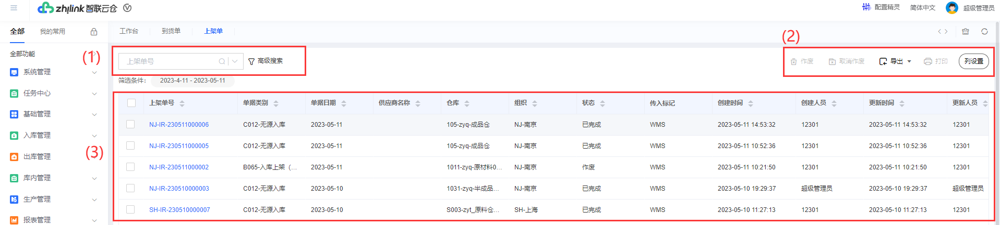 zhilink 智联云仓
配置精灵 简体中文 超级管理员
全部 我的常用
工作台 到货单 上架单
(2)
全部功能
(1)
上架单号 高级搜索
作废 取消作废 导出 打印 列设置
系统管理
筛选条件: 2023-4-11 - 2023-05-11
任务中心
上架单号 单据类别 单据日期 供应商名称 仓库 组织 状态 传入标记 创建时间 创建人员 更新时间 更新人员
基础管理
NJ-IR-230511000006 C012-无源入库 2023-05-11 105-zyq-成品仓 NJ-南京 已完成 WMS 2023-05-11 14:53:32 12301 2023-05-11 14:53:32 12301
入库管理
NJ-IR-230511000005 C012-无源入库 2023-05-11 105-zyq-成品仓 NJ-南京 已完成 WMS 2023-05-11 10:52:36 12301 2023-05-11 10:52:36 12301
(3)
出库管理
NJ-IR-230511000002 B065-入库上架（... 2023-05-11 1011-zyq-原材料0... NJ-南京 作废 WMS 2023-05-11 10:21:50 12301 2023-05-11 10:21:50 12301
库内管理
NJ-IR-230510000003 C012-无源入库 2023-05-10 1031-zyq-半成品... NJ-南京 已完成 WMS 2023-05-10 19:29:37 超级管理员 2023-05-10 19:29:37 超级管理员
生产管理
SH-IR-230510000007 C012-无源入库 2023-05-10 S003-zyt_原料仓... SH-上海 已完成 WMS 2023-05-10 11:27:13 12301 2023-05-10 11:27:13 12301
报表管理